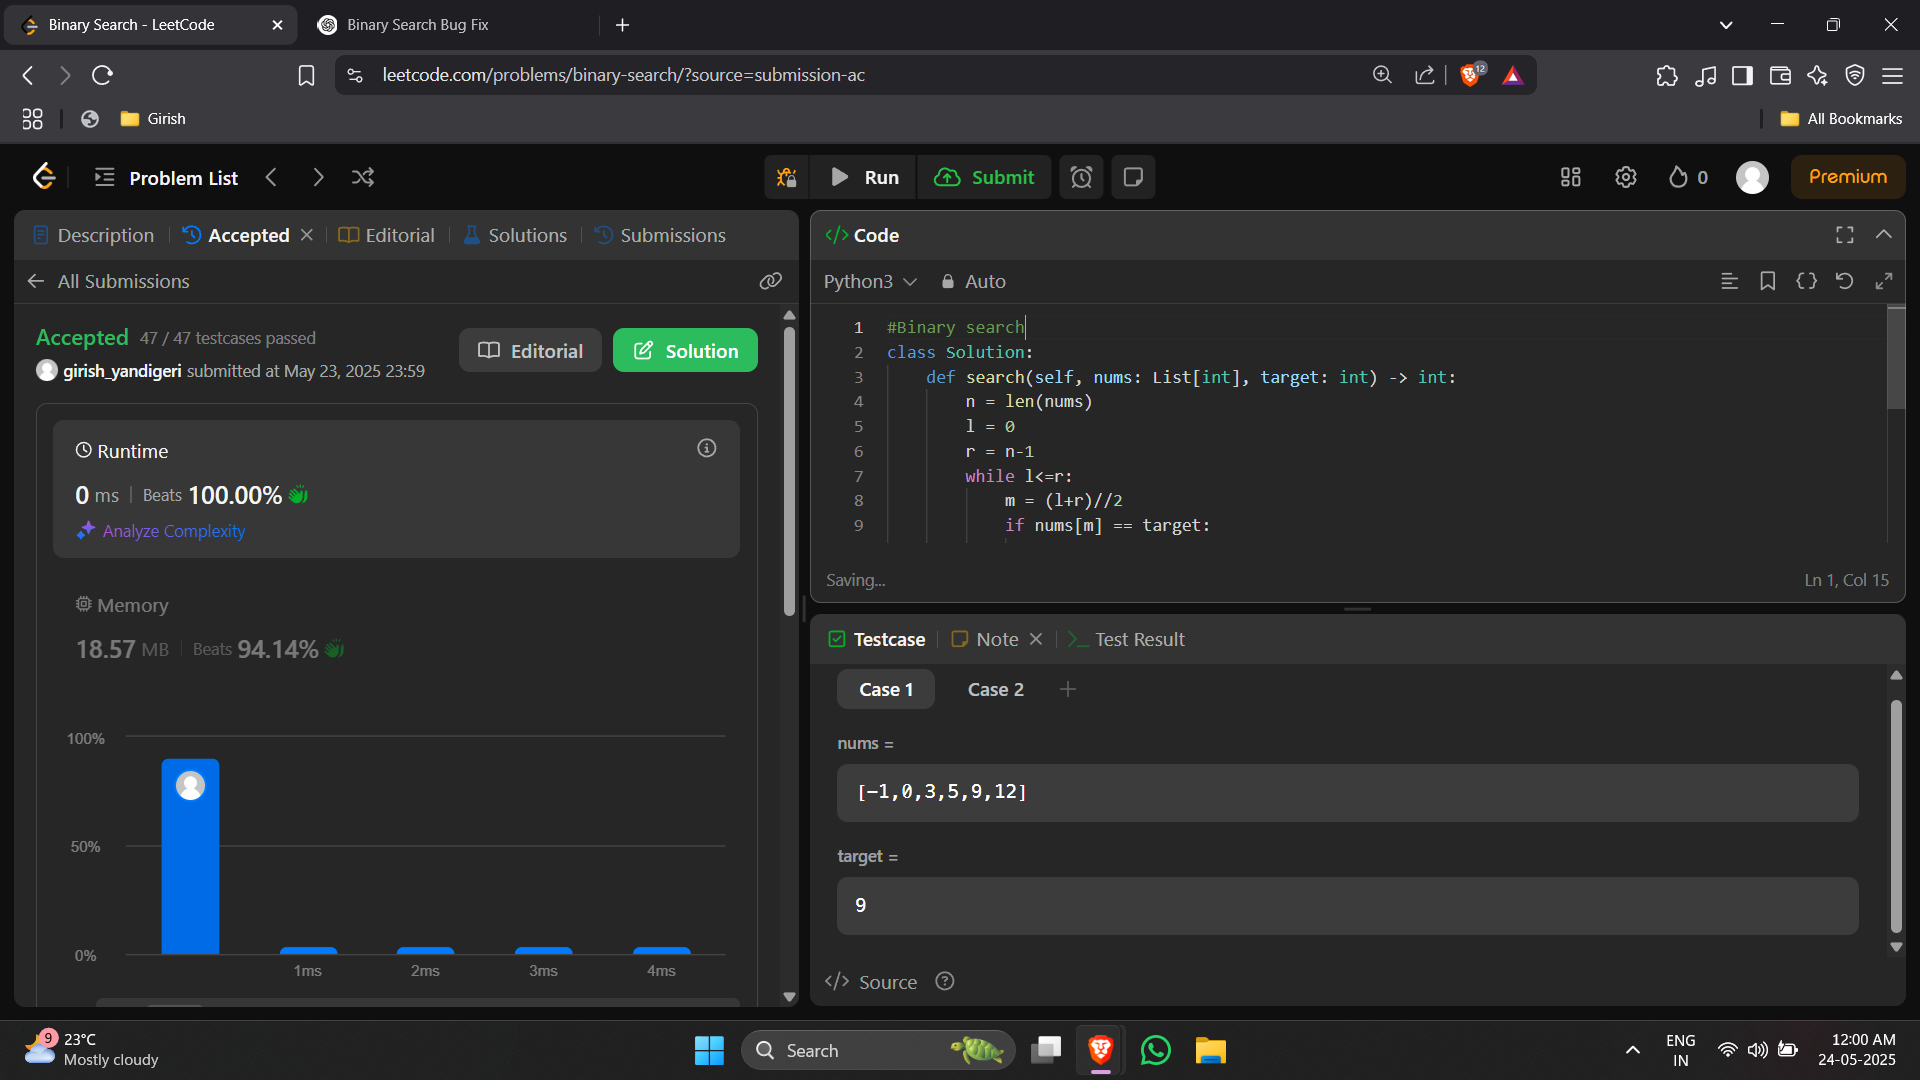 Binary Search - LeetCode
Binary Search Bug Fix
leetcode.com/problems/binary-search/?source=submission-ac
12
Girish
All Bookmarks
Problem List
Run
Submit
0
Premium
Description
Accepted
Editorial
Solutions
Submissions
All Submissions
Accepted 47 / 47 testcases passed
girish_yandigeri submitted at May 23, 2025 23:59
Editorial
Solution
Runtime
0 ms | Beats 100.00%
Analyze Complexity
Memory
18.57 MB | Beats 94.14%
100%
50%
0%
1ms 2ms 3ms 4ms
</> Code
Python3
Auto
1 #Binary search
2 class Solution:
3 def search(self, nums: List[int], target: int) -> int:
4 n = len(nums)
5 l = 0
6 r = n-1
7 while l<=r:
8 m = (l+r)//2
9 if nums[m] == target:
Saving...
Ln 1, Col 15
Testcase
Note
>_ Test Result
Case 1
Case 2
nums =
[-1,0,3,5,9,12]
target =
9
</> Source
9
23°C
Mostly cloudy
Search
ENG
IN
12:00 AM
24-05-2025